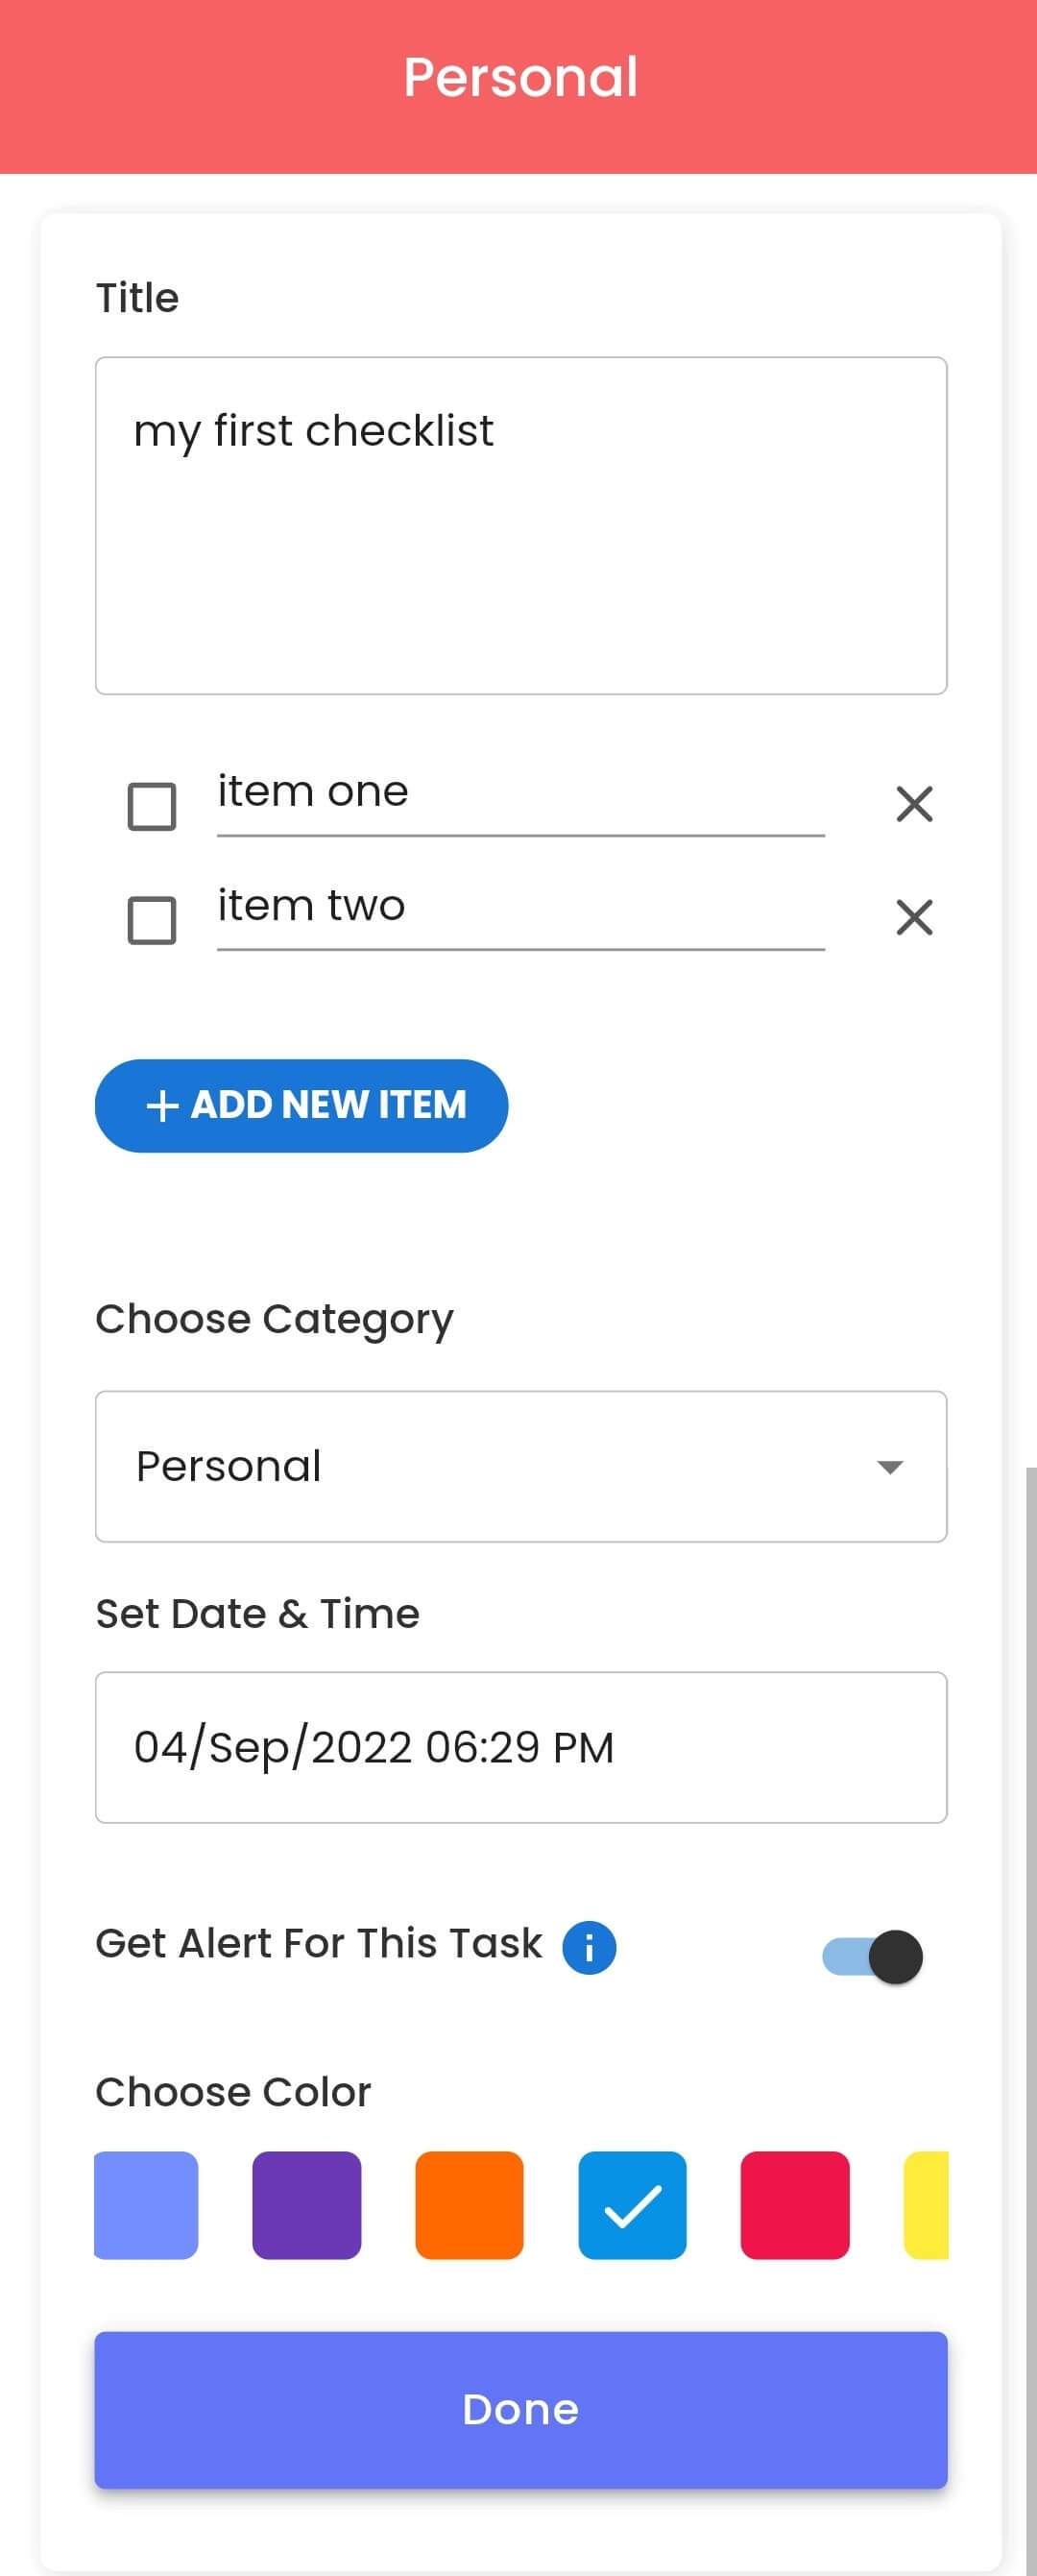 Personal
Title
my first checklist
item one
item two
+ ADD NEW ITEM
Choose Category
Personal
Set Date & Time
04/Sep/2022 06:29 PM
Get Alert For This Task i
Choose Color
Done